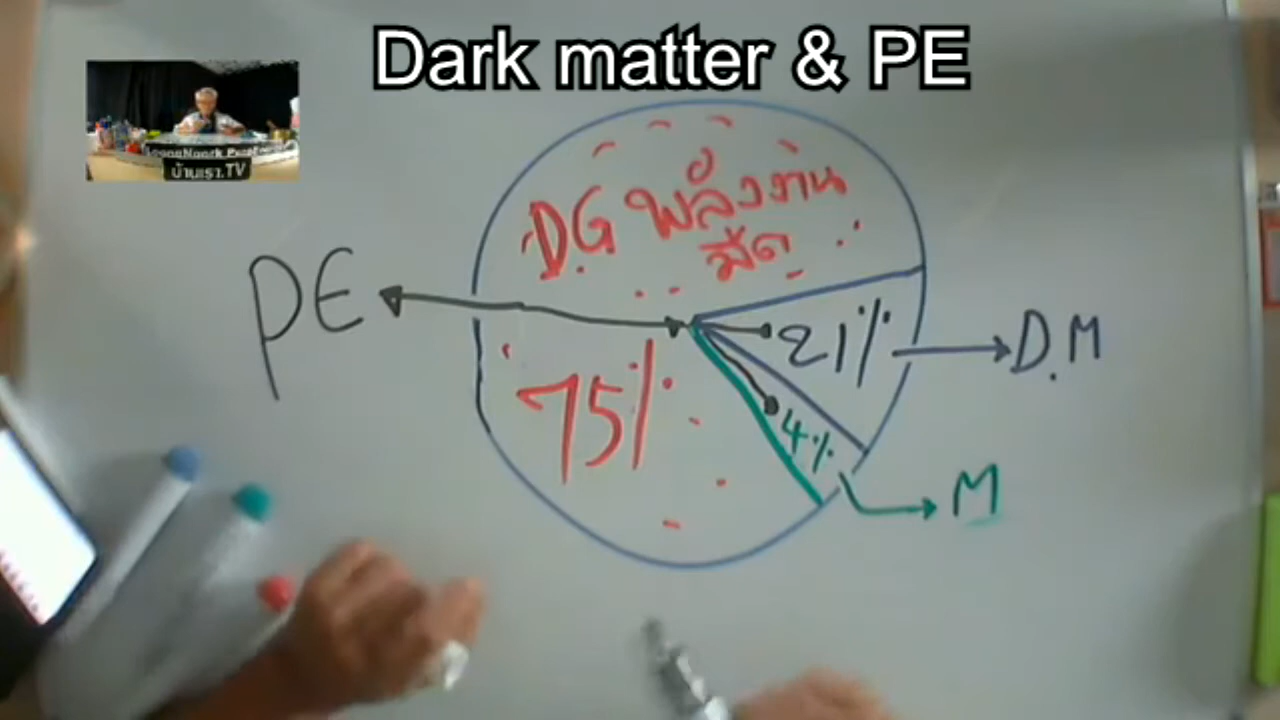 Dark matter & PE
บ้านเรา.TV
D.G พลังงาน
มืด
PE
21%
D.M
75%
4%
M